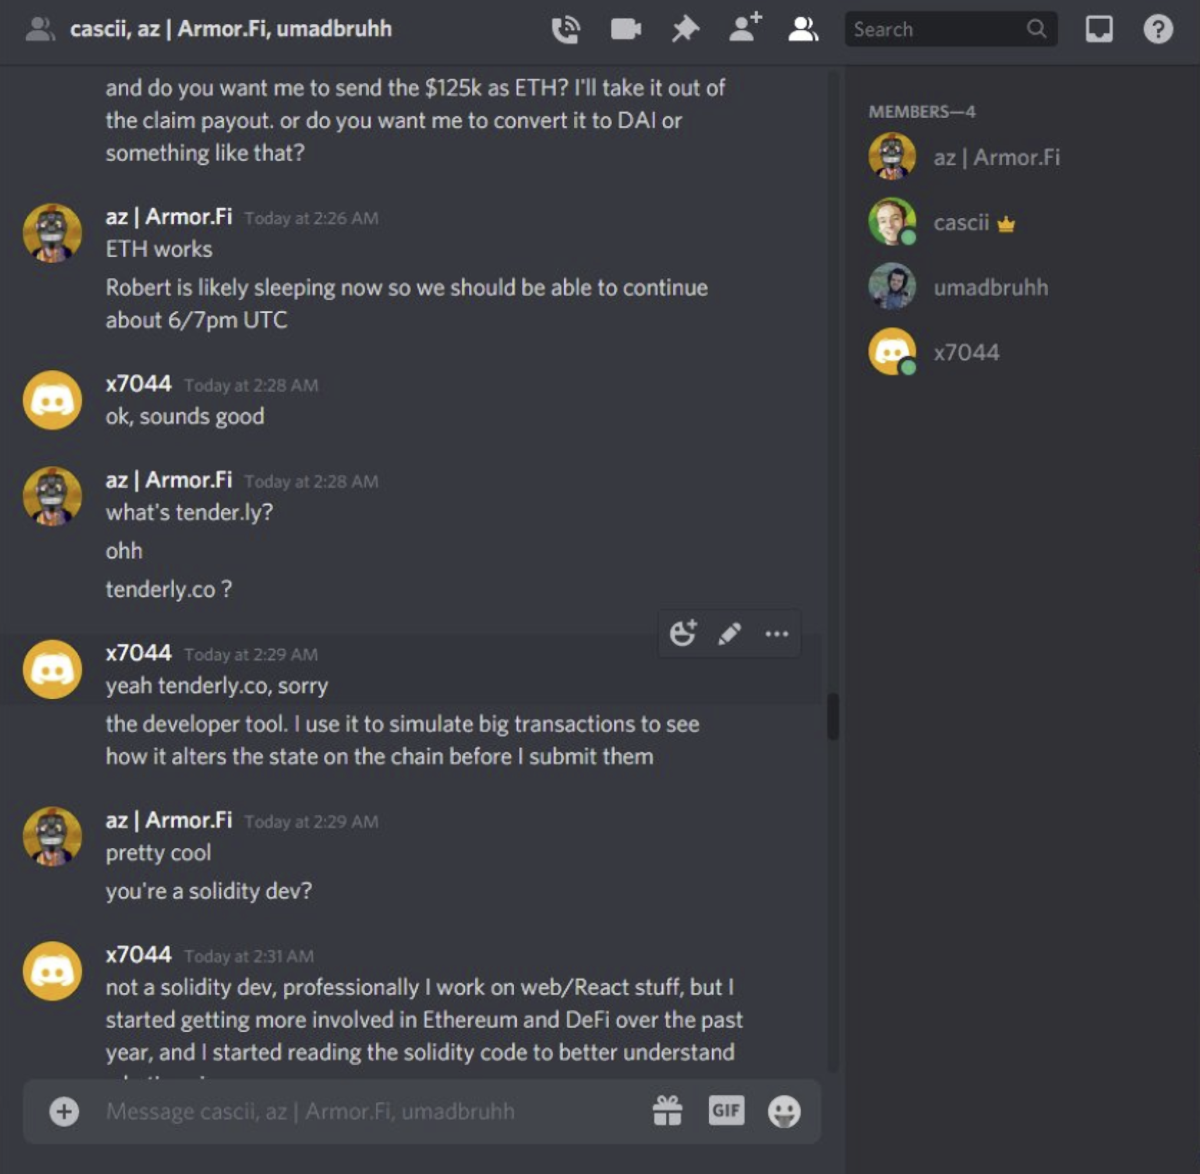 cascii, az | Armor.Fi, umadbruhh
Search
and do you want me to send the $125k as ETH? I'll take it out of
the claim payout. or do you want me to convert it to DAI or
something like that?
az | Armor.Fi Today at 2:26 AM
ETH works
Robert is likely sleeping now so we should be able to continue
about 6/7pm UTC
x7044 Today at 2:28 AM
ok, sounds good
az | Armor.Fi Today at 2:28 AM
what's tender.ly?
ohh
tenderly.co ?
x7044 Today at 2:29 AM
yeah tenderly.co, sorry
the developer tool. I use it to simulate big transactions to see
how it alters the state on the chain before I submit them
az | Armor.Fi Today at 2:29 AM
pretty cool
you're a solidity dev?
x7044 Today at 2:31 AM
not a solidity dev, professionally I work on web/React stuff, but I
started getting more involved in Ethereum and DeFi over the past
year, and I started reading the solidity code to better understand
Message cascii, az | Armor.Fi, umadbruhh
GIF
MEMBERS—4
az | Armor.Fi
cascii
umadbruhh
x7044